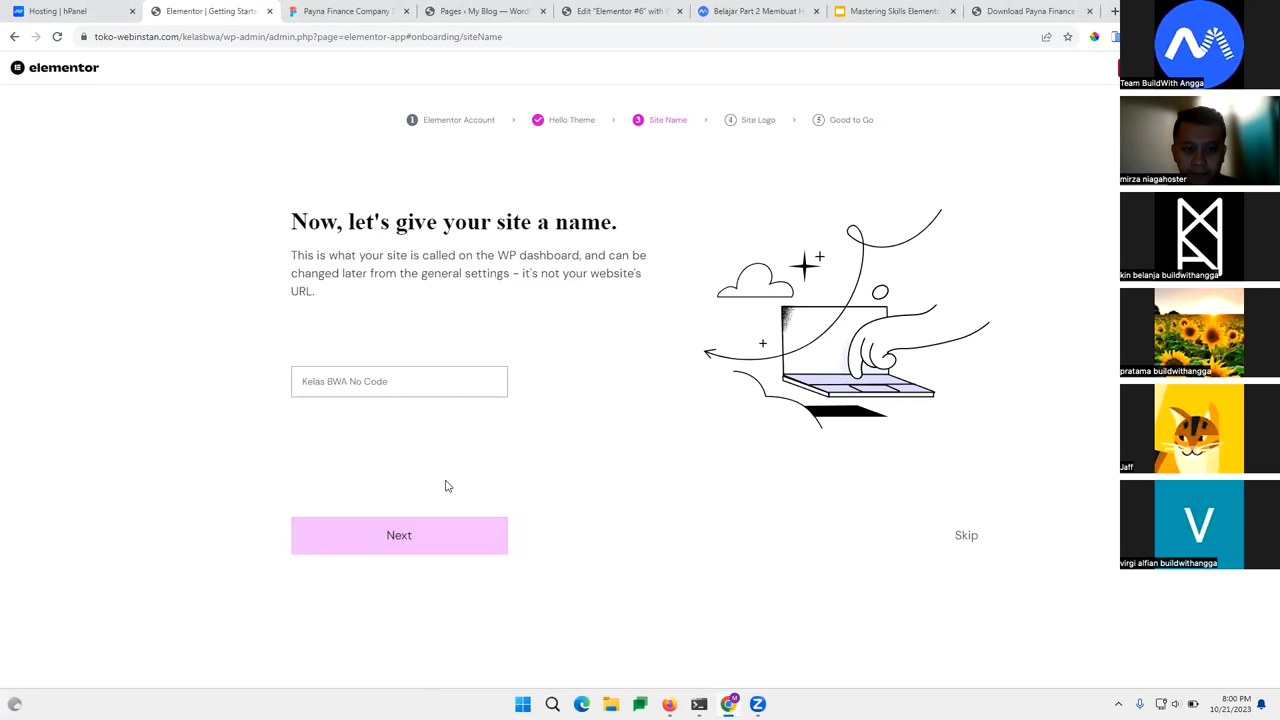 Hosting | hPanel
Elementor | Getting Starte
Payna Finance Company P
Pages ‹ My Blog — WordP
Edit "Elementor #6" with E
Belajar Part 2 Membuat H
Mastering Skills Elemento
Download Payna Finance
toko-webinstan.com/kelasbwa/wp-admin/admin.php?page=elementor-app#onboarding/siteName
elementor
1 Elementor Account
Hello Theme
3 Site Name
4 Site Logo
5 Good to Go
Now, let's give your site a name.
This is what your site is called on the WP dashboard, and can be
changed later from the general settings - it's not your website's
URL.
Kelas BWA No Code
Next
Skip
Team BuildWith Angga
mirza niagahoster
kin belanja buildwithangga
pratama buildwithangga
Jaff
V
virgi alfian buildwithangga
8:00 PM
10/21/2023